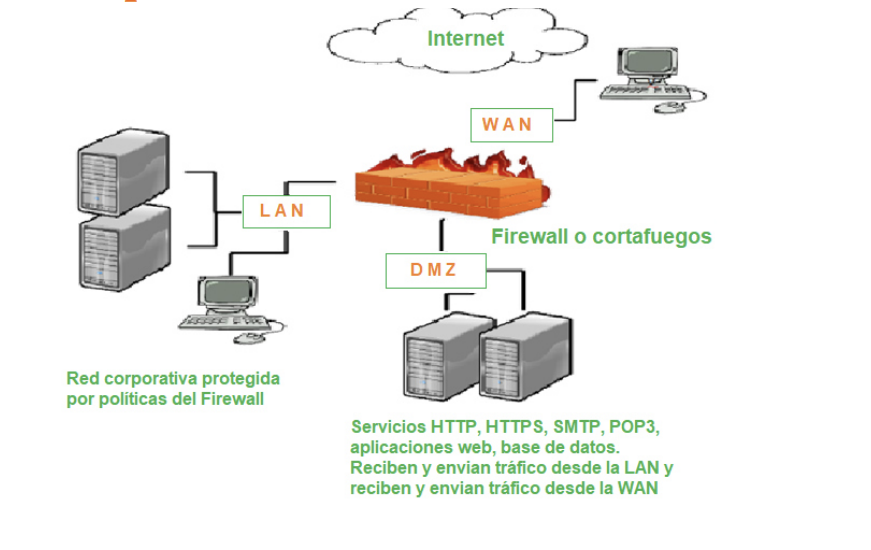 Internet
W A N
L A N
Firewall o cortafuegos
D M Z
Red corporativa protegida
por políticas del Firewall
Servicios HTTP, HTTPS, SMTP, POP3,
aplicaciones web, base de datos.
Reciben y envian tráfico desde la LAN y
reciben y envian tráfico desde la WAN